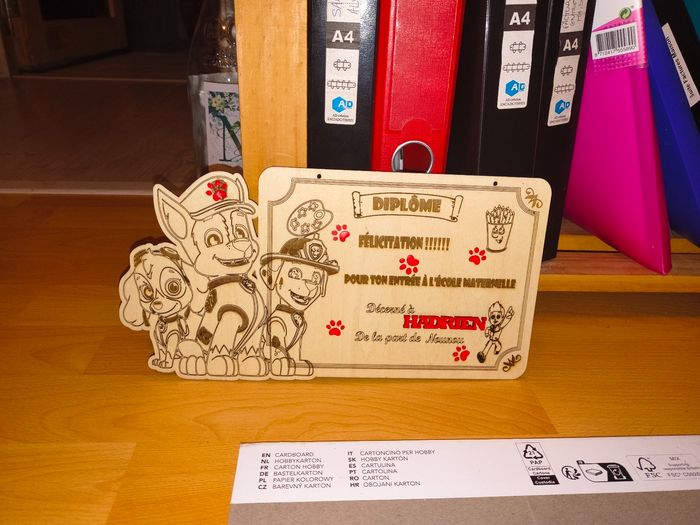 A4
A4
A4
DIPLÔME
FÉLICITATION !!!!!!
POUR TON ENTRÉE À L'ÉCOLE MATERNELLE
Décerné à
HADRIEN
De la part de Nounou
EN CARDBOARD
NL HOBBYKARTON
FR CARTON HOBBY
DE BASTELKARTON
PL PAPIER KOLOROWY
CZ BAREVNÝ KARTON
IT CARTONCINO PER HOBBY
SK HOBBY KARTÓN
ES CARTULINA
PT CARTOLINA
RO CARTON
HR OBOJANI KARTON
21
PAP
FSC
MIX